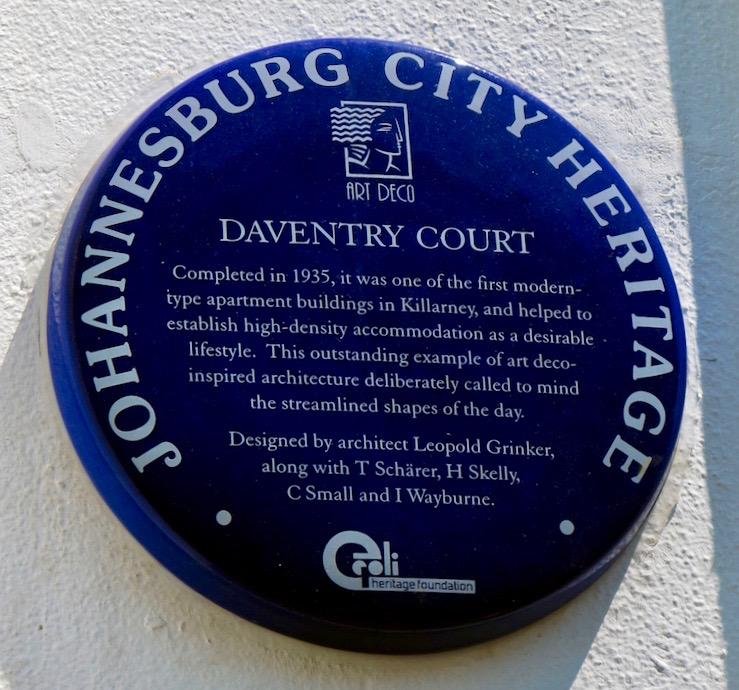 JOHANNESBURG CITY HERITAGE
ART DECO
DAVENTRY COURT
Completed in 1935, it was one of the first modern-
type apartment buildings in Killarney, and helped to
establish high-density accommodation as a desirable
lifestyle. This outstanding example of art deco-
inspired architecture deliberately called to mind
the streamlined shapes of the day.
Designed by architect Leopold Grinker,
along with T Schärer, H Skelly,
C Small and I Wayburne.
Egoli
heritage foundation